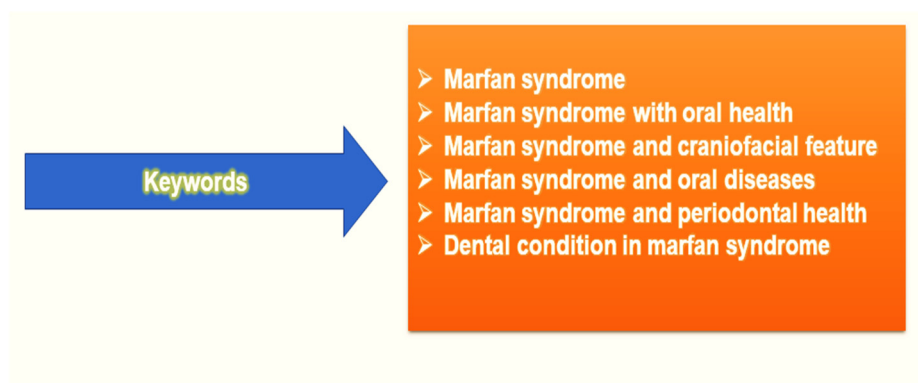 Keywords
➢ Marfan syndrome
➢ Marfan syndrome with oral health
➢ Marfan syndrome and craniofacial feature
➢ Marfan syndrome and oral diseases
➢ Marfan syndrome and periodontal health
➢ Dental condition in marfan syndrome